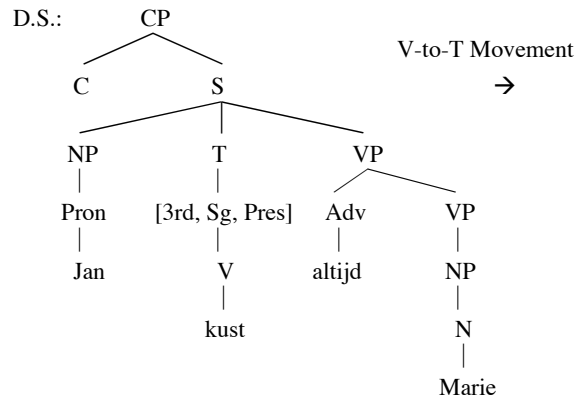 D.S.: CP
V-to-T Movement
C S →
NP T VP
Pron [3rd, Sg, Pres] Adv VP
Jan V altijd NP
kust N
Marie